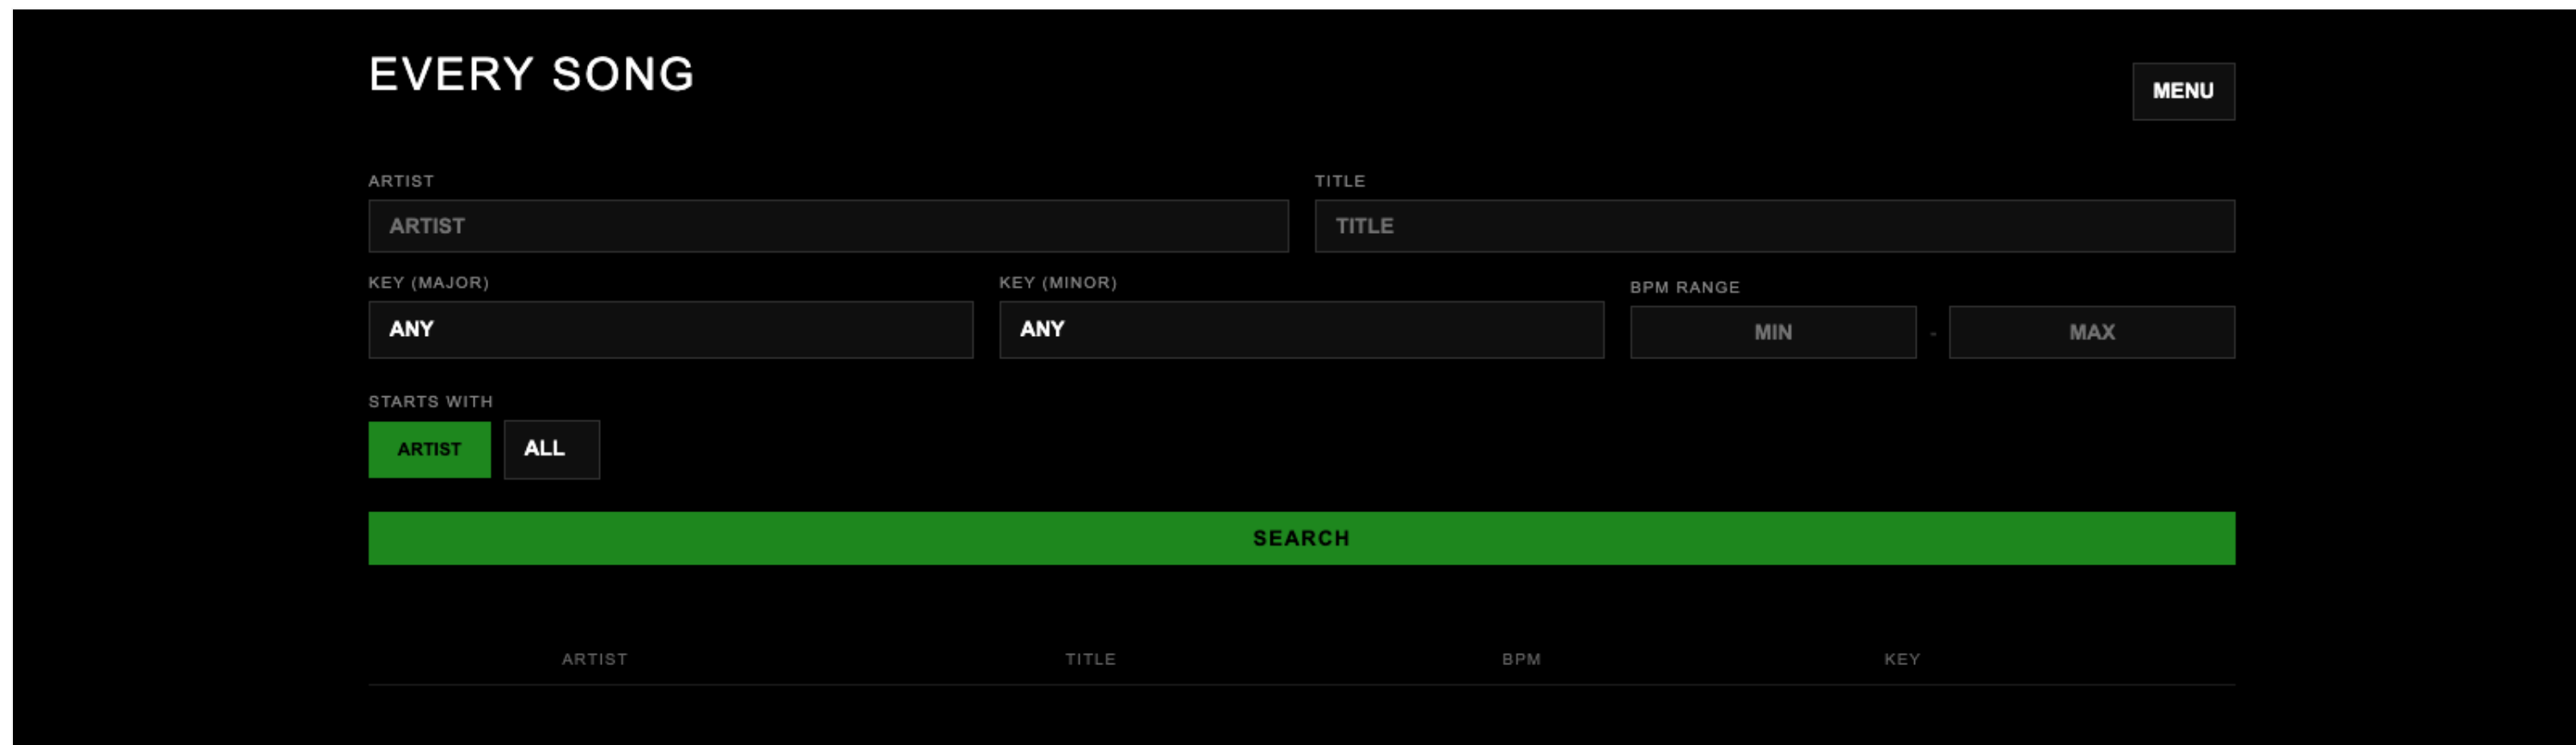 EVERY SONG
MENU
ARTIST TITLE
ARTIST TITLE
KEY (MAJOR) KEY (MINOR) BPM RANGE
ANY ANY MIN - MAX
STARTS WITH
ARTIST ALL
SEARCH
ARTIST TITLE BPM KEY